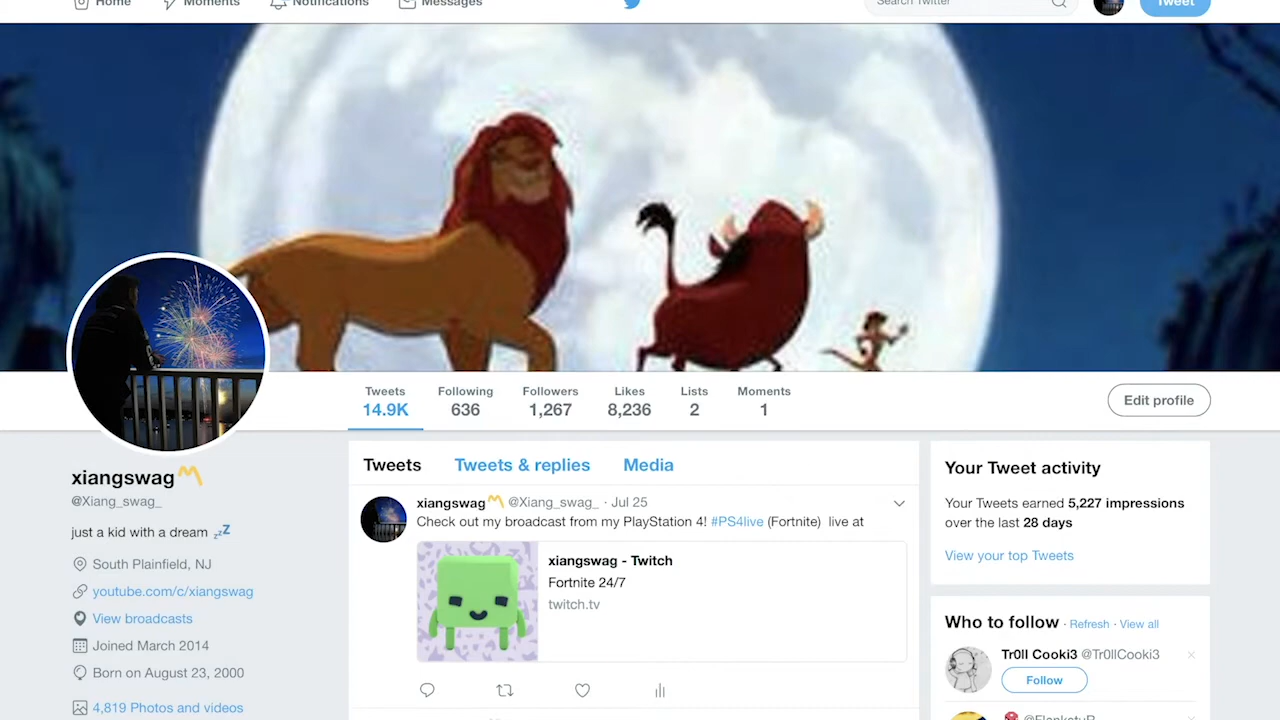 Home Moments Notifications Messages Search Twitter Tweet
Tweets Following Followers Likes Lists Moments
14.9K 636 1,267 8,236 2 1
Edit profile
xiangswag
@Xiang_swag_
just a kid with a dream 💤
South Plainfield, NJ
youtube.com/c/xiangswag
View broadcasts
Joined March 2014
Born on August 23, 2000
4,819 Photos and videos
Tweets Tweets & replies Media
xiangswag @Xiang_swag_ · Jul 25
Check out my broadcast from my PlayStation 4! #PS4live (Fortnite) live at
xiangswag - Twitch
Fortnite 24/7
twitch.tv
Your Tweet activity
Your Tweets earned 5,227 impressions
over the last 28 days
View your top Tweets
Who to follow · Refresh · View all
Tr0ll Cooki3 @Tr0llCooki3
Follow